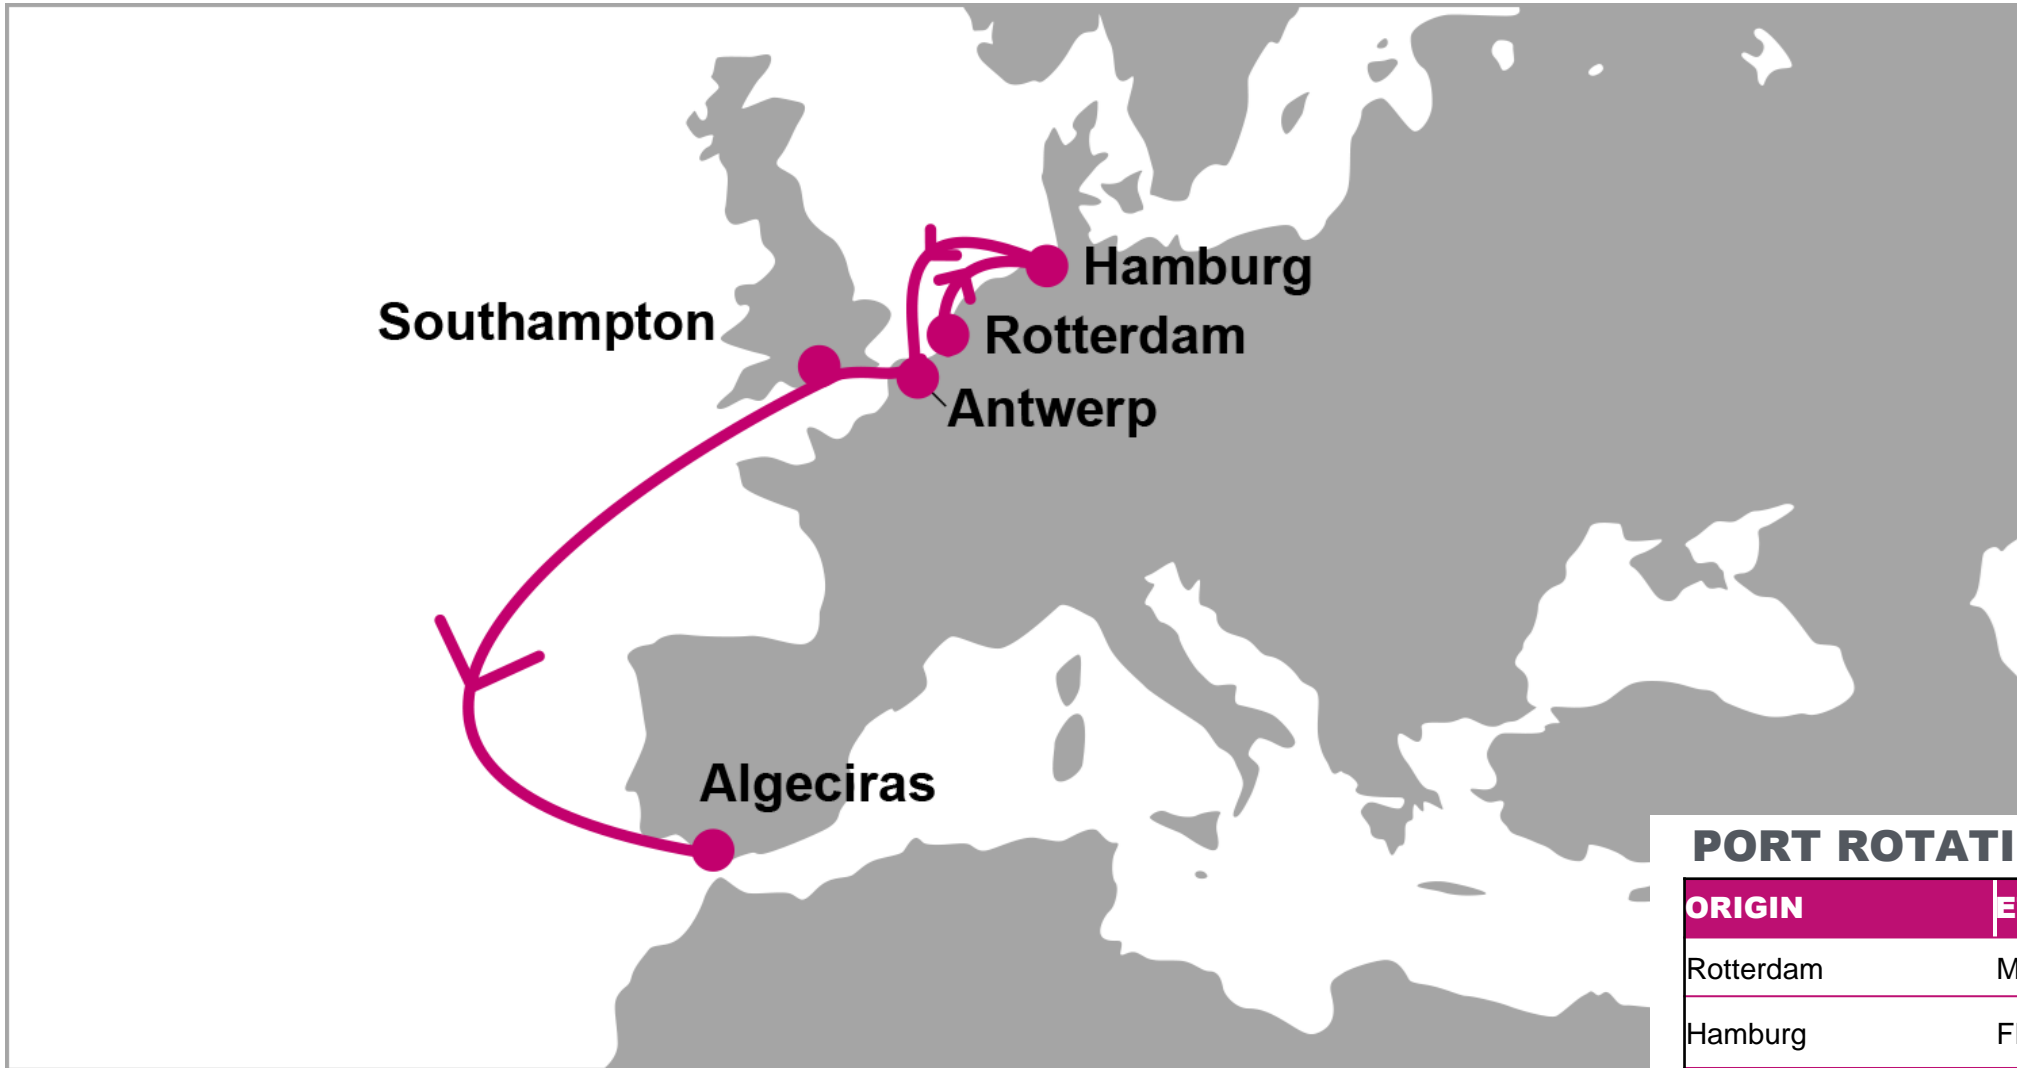 Hamburg
Southampton
Rotterdam
Antwerp
Algeciras
PORT ROTATI
ORIGIN E
Rotterdam M
Hamburg